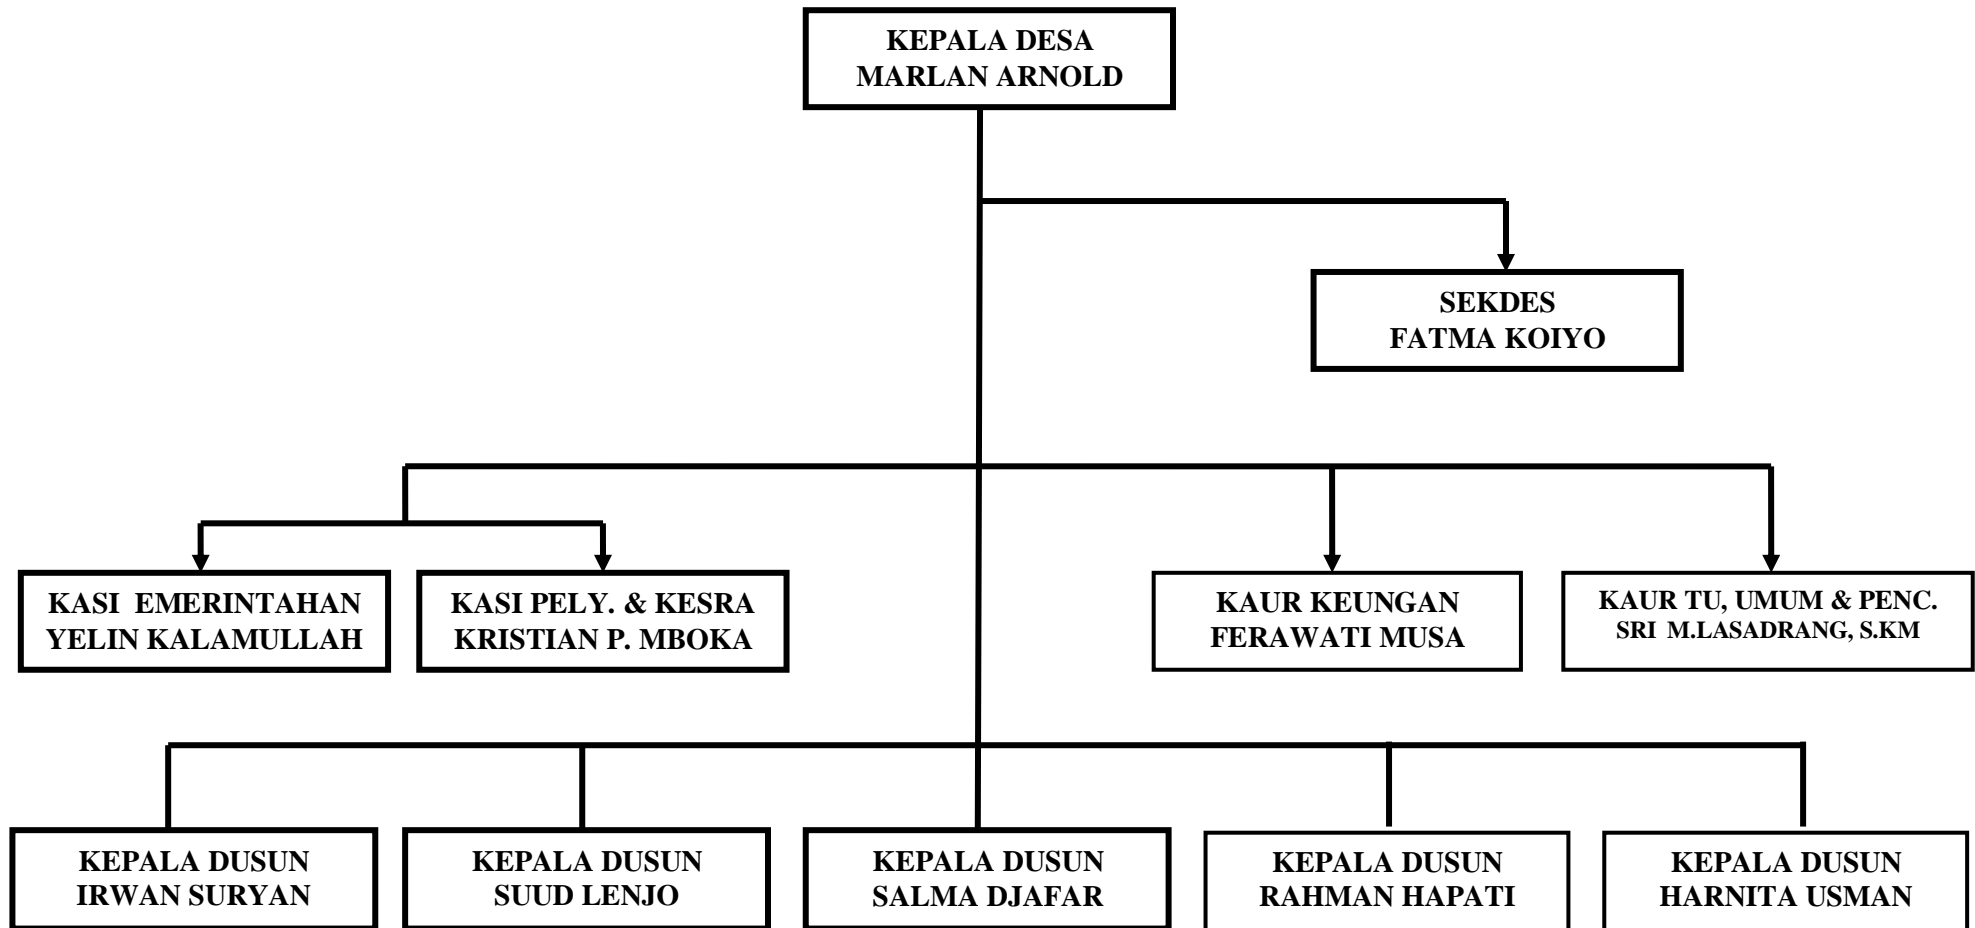 KEPALA DESA
MARLAN ARNOLD
SEKDES
FATMA KOIYO
KASI EMERINTAHAN
YELIN KALAMULLAH
KASI PELY. & KESRA
KRISTIAN P. MBOKA
KAUR KEUNGAN
FERAWATI MUSA
KAUR TU, UMUM & PENC.
SRI M.LASADRANG, S.KM
KEPALA DUSUN
IRWAN SURYAN
KEPALA DUSUN
SUUD LENJO
KEPALA DUSUN
SALMA DJAFAR
KEPALA DUSUN
RAHMAN HAPATI
KEPALA DUSUN
HARNITA USMAN